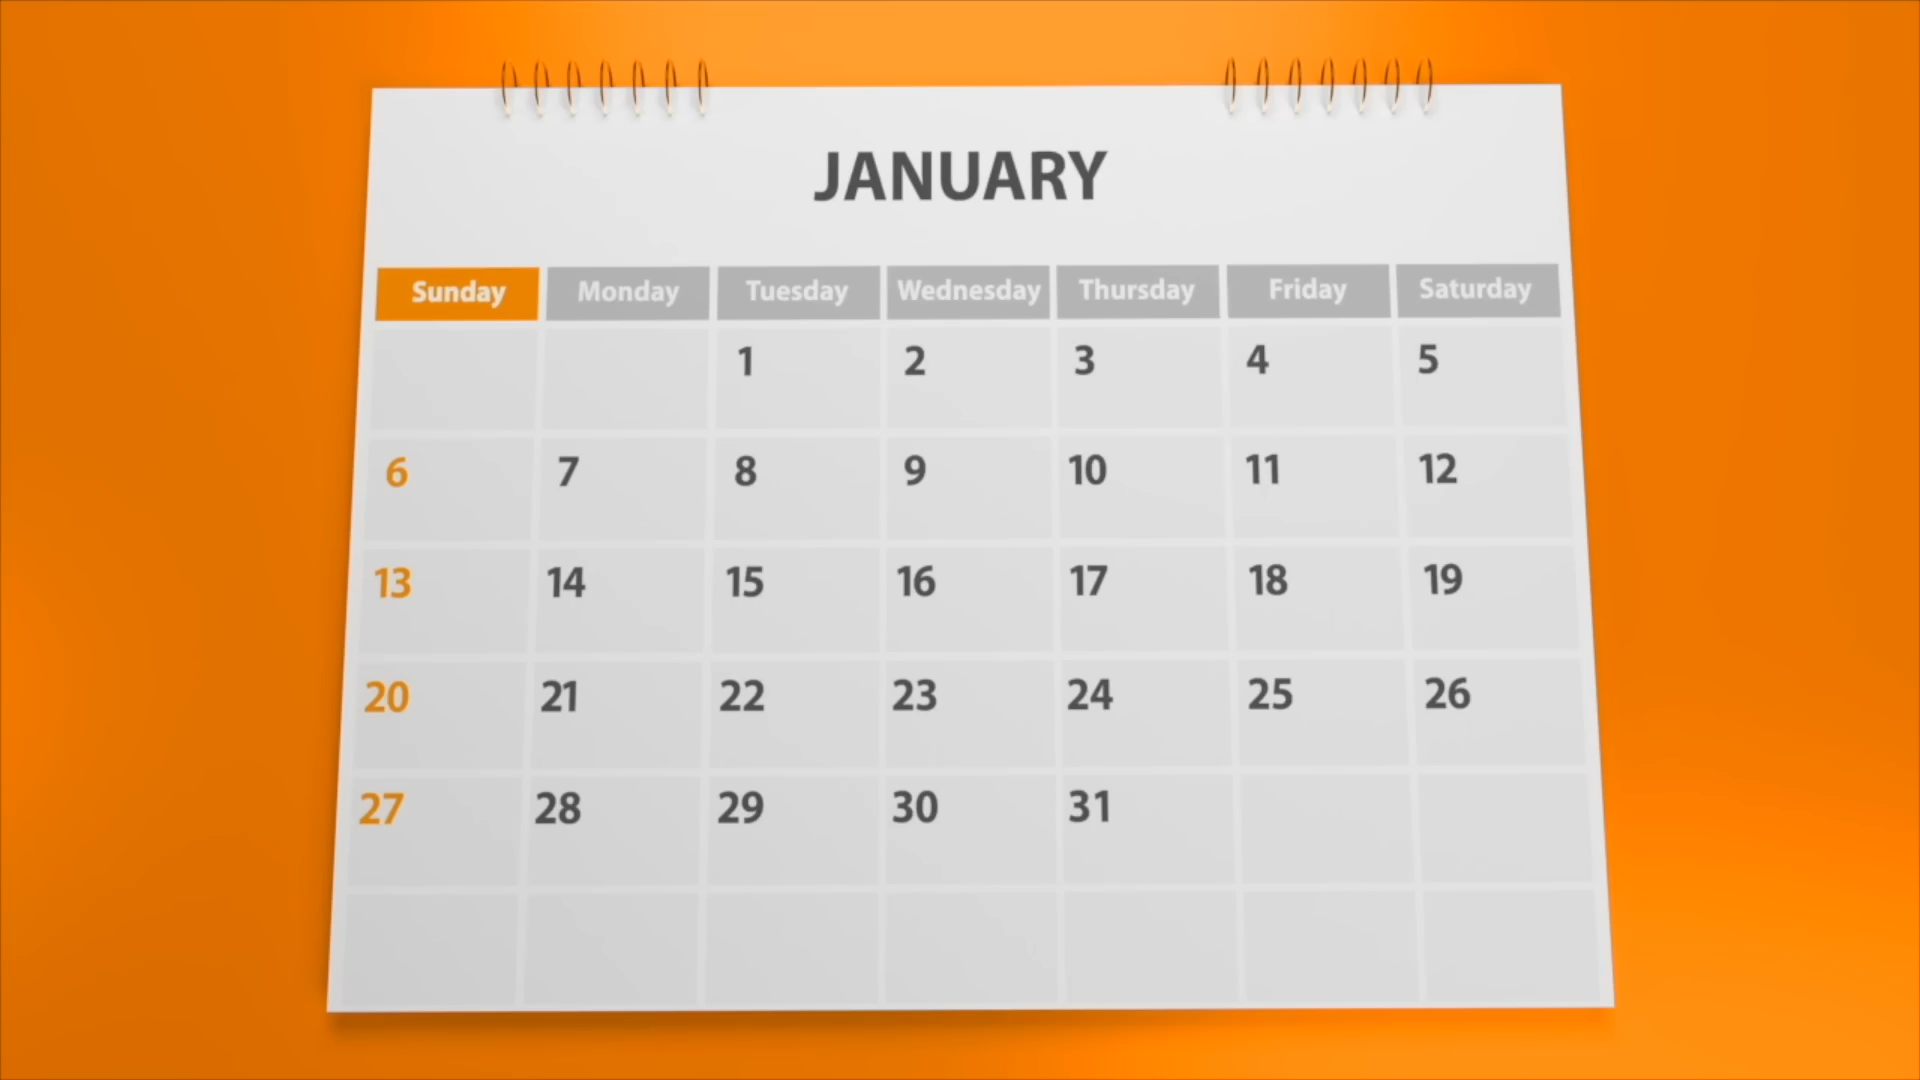 JANUARY
Sunday Monday Tuesday Wednesday Thursday Friday Saturday
1 2 3 4 5
6 7 8 9 10 11 12
13 14 15 16 17 18 19
20 21 22 23 24 25 26
27 28 29 30 31